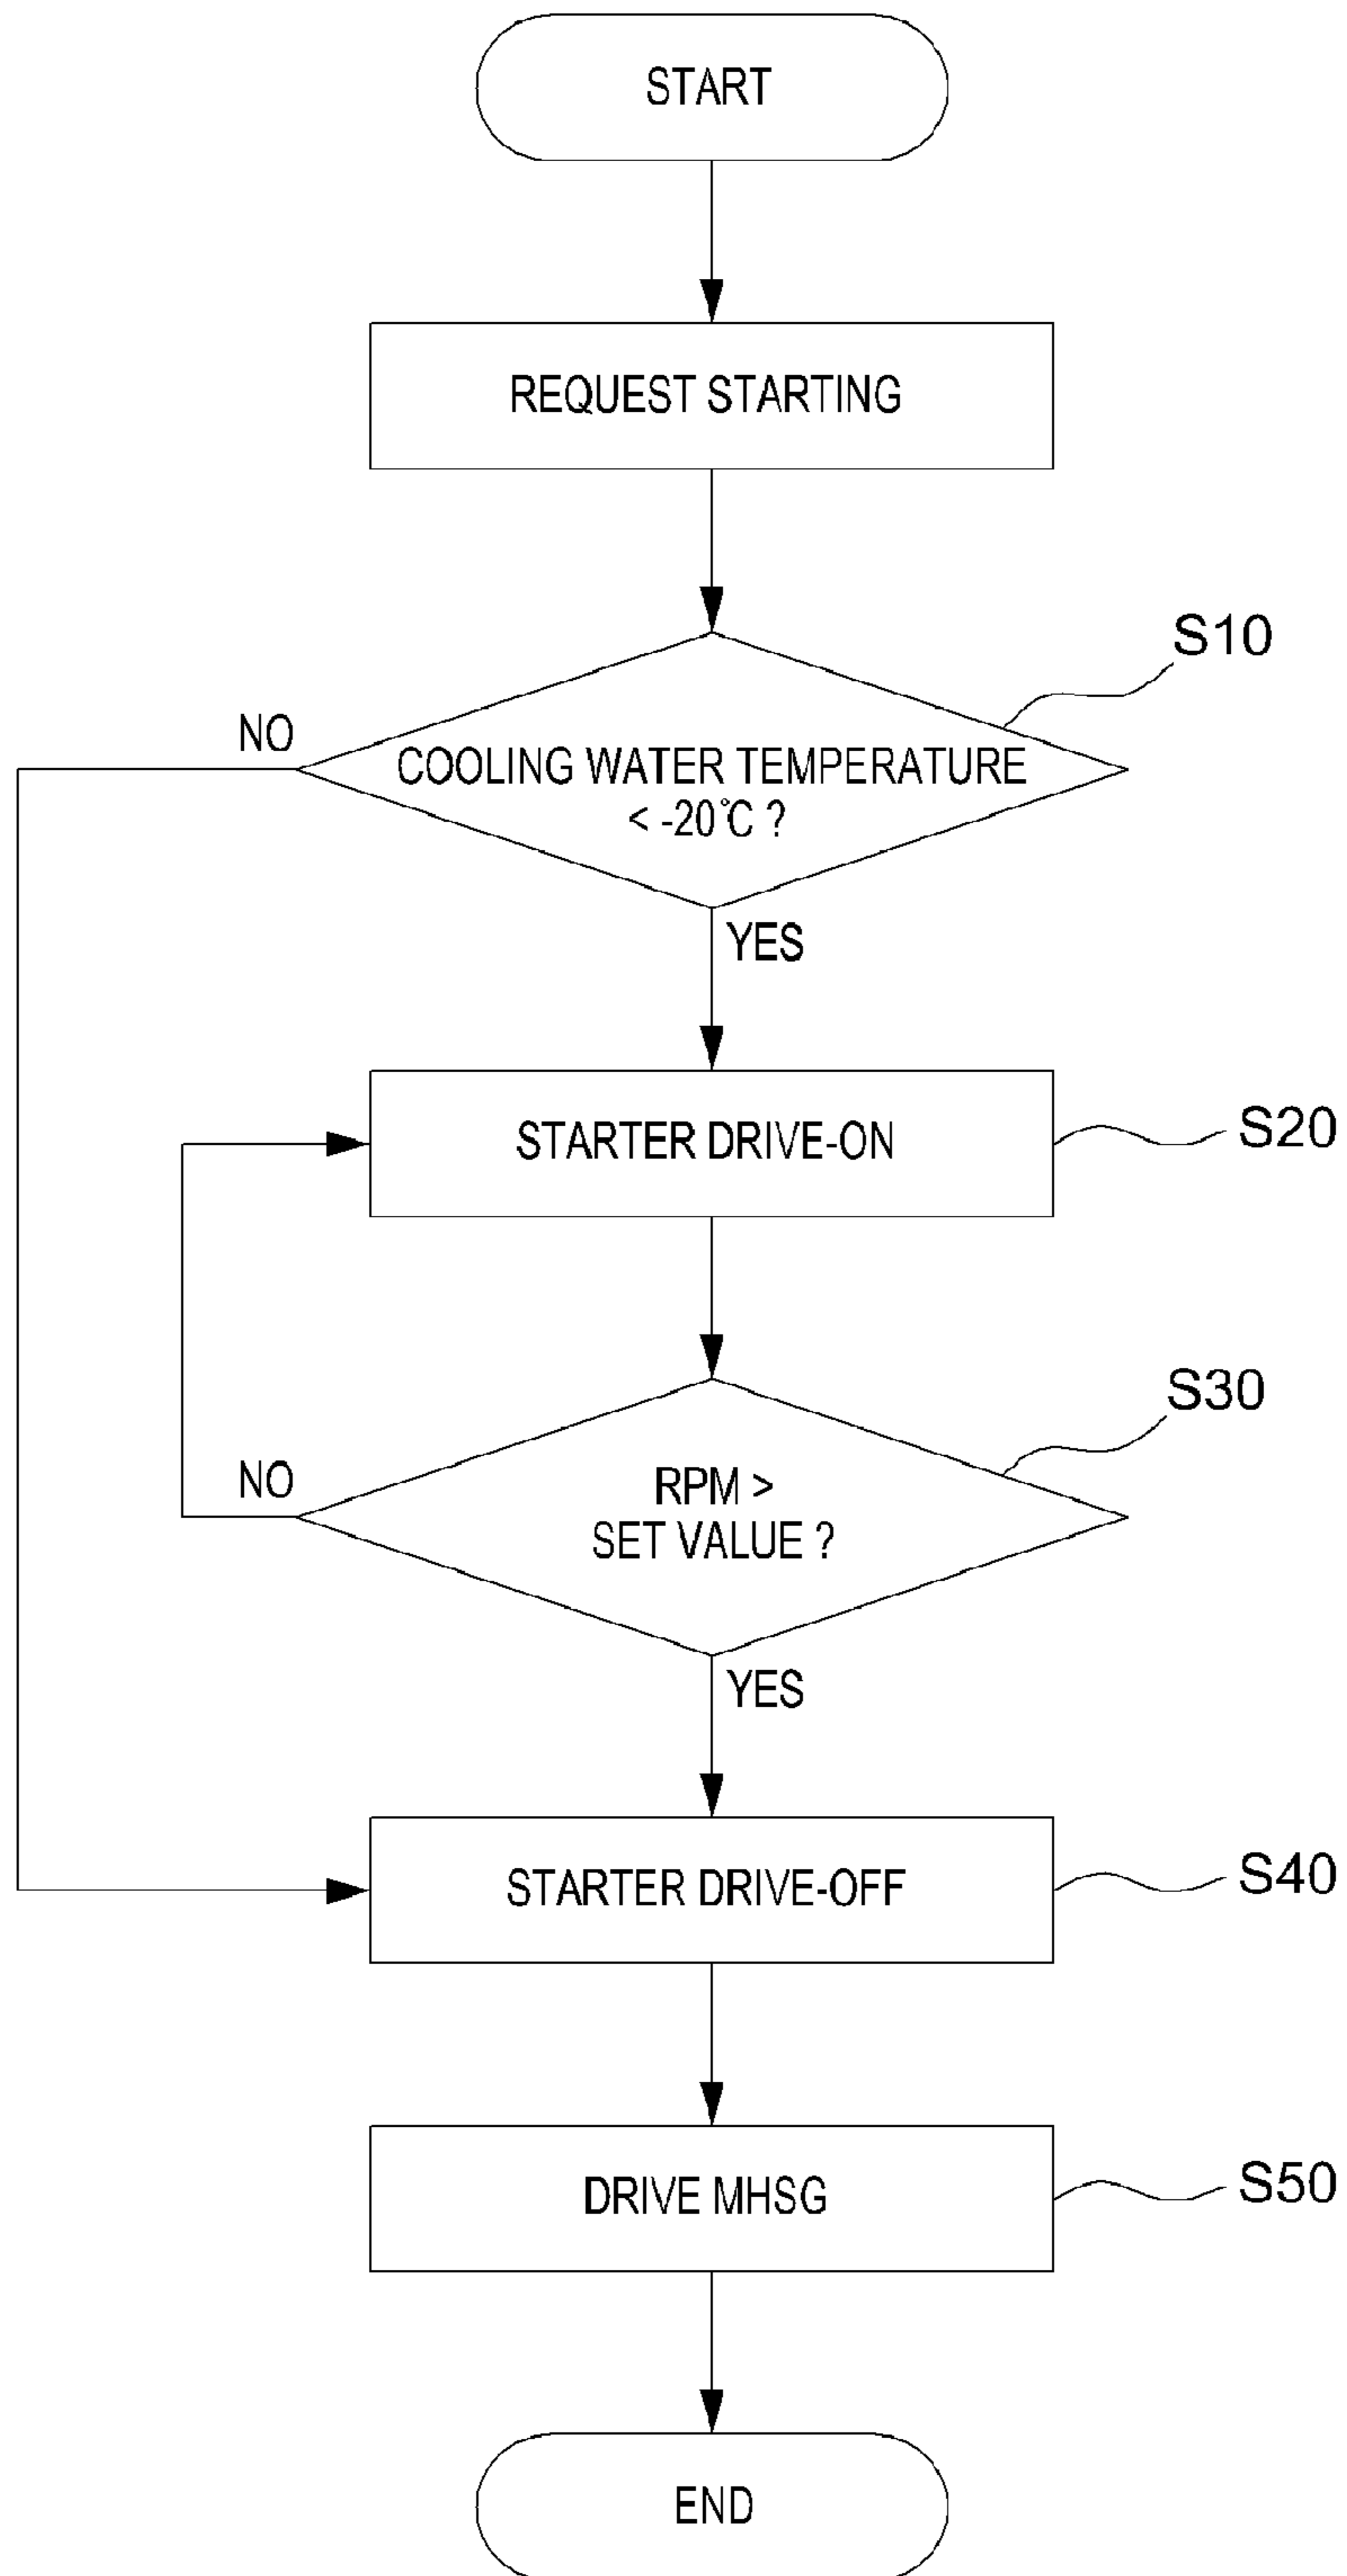 START
REQUEST STARTING
S10
NO
COOLING WATER TEMPERATURE
< -20℃ ?
YES
STARTER DRIVE-ON
S20
S30
NO
RPM >
SET VALUE ?
YES
STARTER DRIVE-OFF
S40
DRIVE MHSG
S50
END